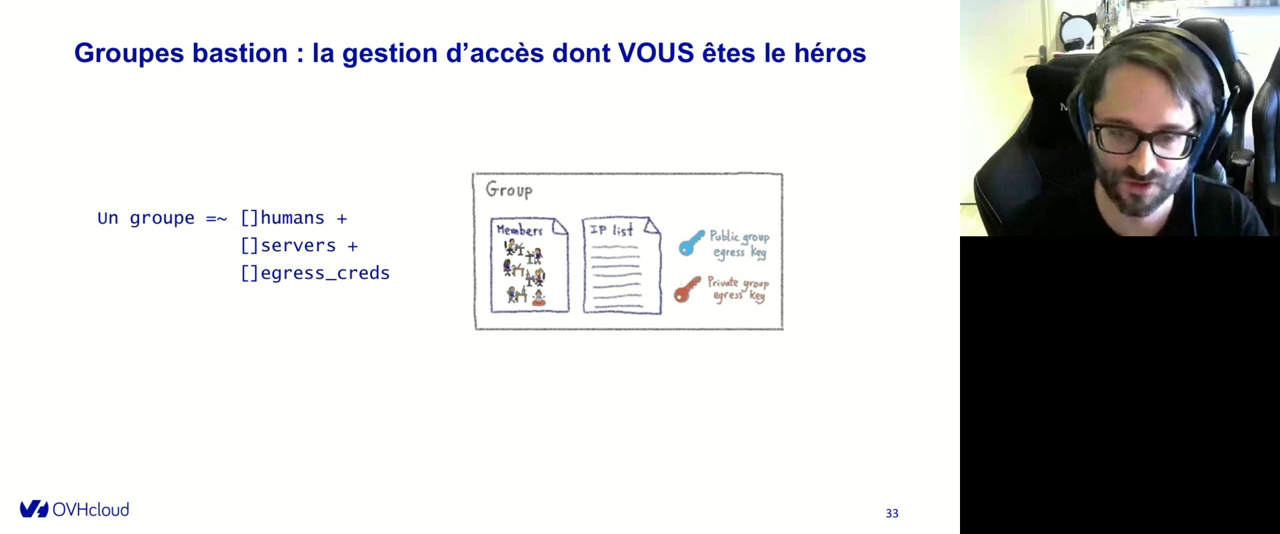 Groupes bastion : la gestion d’accès dont VOUS êtes le héros
Un groupe =~ []humans +
[]servers +
[]egress_creds
Group
Members
IP list
Public group
egress key
Private group
egress key
OVHcloud
33